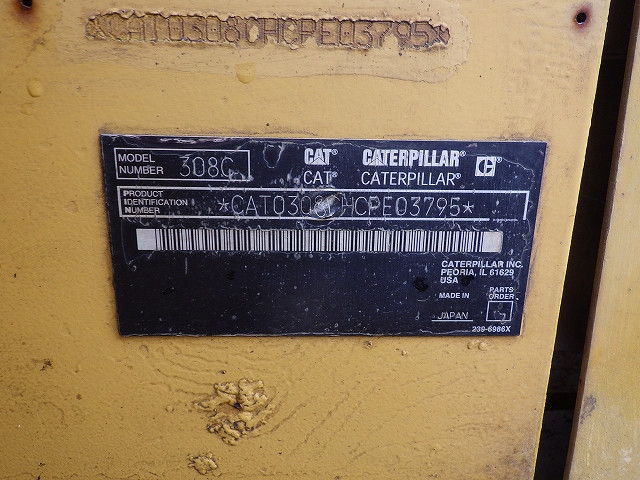 *CAT0308CHCPE03795*
MODEL NUMBER 308C
CAT® CATERPILLAR® C®
CAT® CATERPILLAR®
PRODUCT IDENTIFICATION NUMBER *CAT0308CHCPE03795*
CATERPILLAR INC.
PEORIA, IL 61629
USA
MADE IN JAPAN
PARTS ORDER
239-6986X